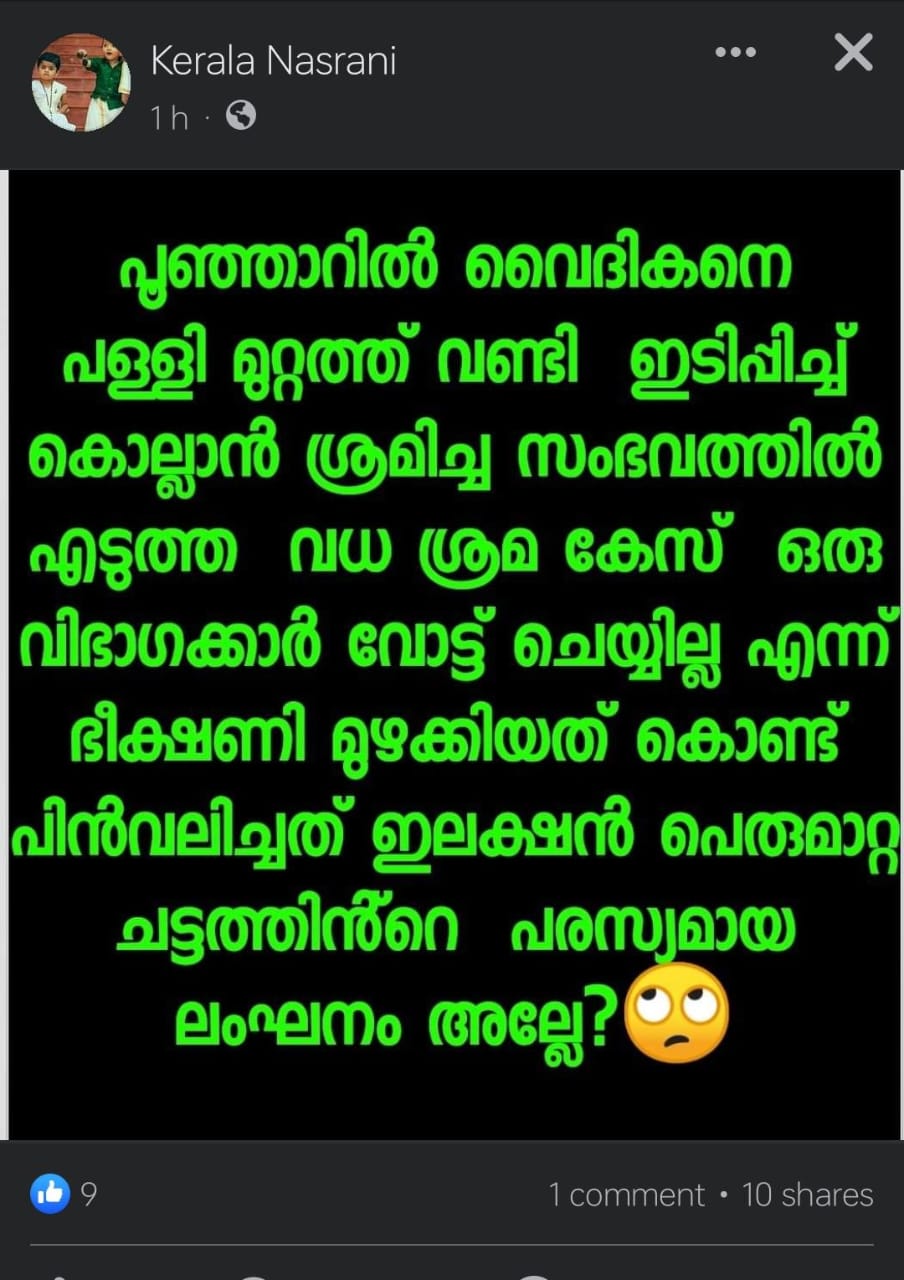 Kerala Nasrani
1 h ·
പൂഞ്ഞാറിൽ വൈദികനെ
പള്ളി മുറ്റത്ത് വണ്ടി ഇടിപ്പിച്ച്
കൊല്ലാൻ ശ്രമിച്ച സംഭവത്തിൽ
എടുത്ത വധ ശ്രമ കേസ് ഒരു
വിഭാഗക്കാർ വോട്ട് ചെയ്യില്ല എന്ന്
ഭീക്ഷണി മുഴക്കിയത് കൊണ്ട്
പിൻവലിച്ചത് ഇലക്ഷൻ പെരുമാറ്റ
ചട്ടത്തിൻ്റെ പരസ്യമായ
ലംഘനം അല്ലേ?🙄
9
1 comment • 10 shares